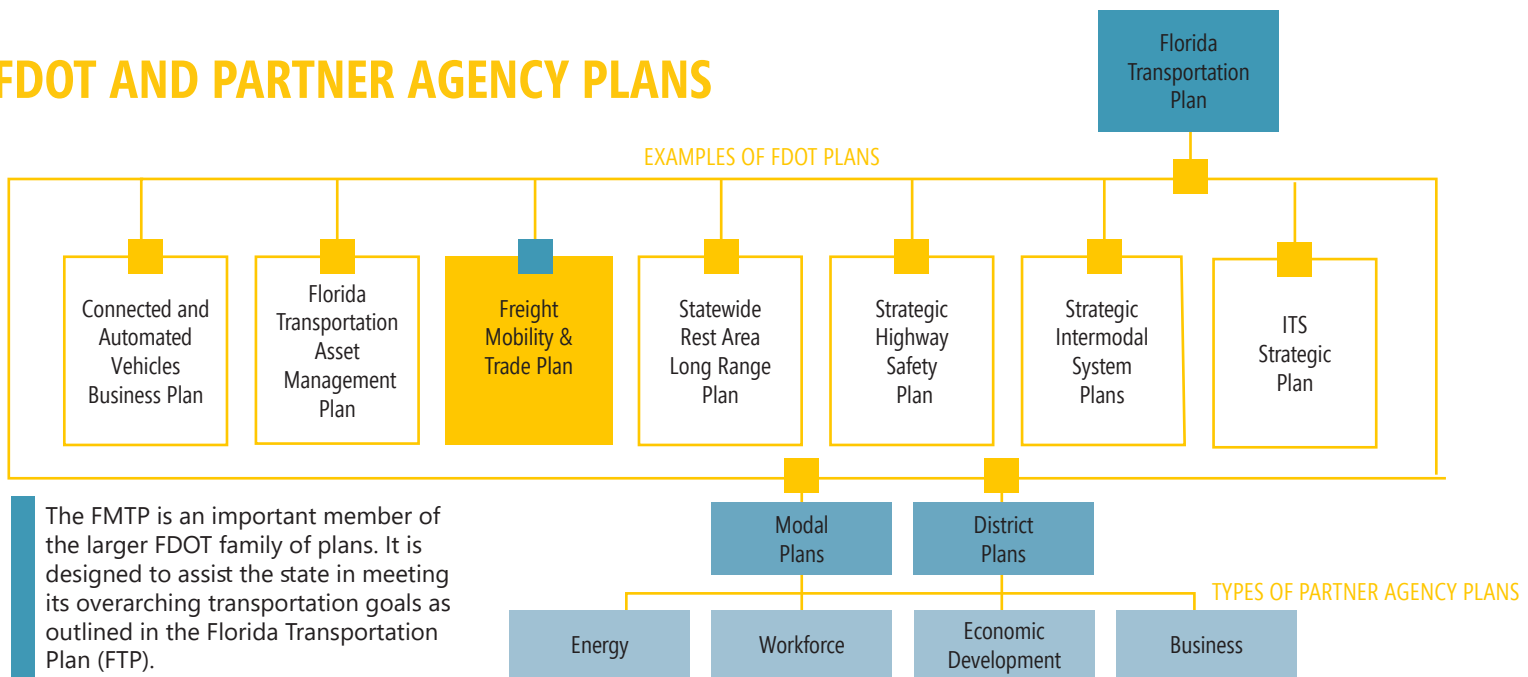 FDOT AND PARTNER AGENCY PLANS
Florida
Transportation
Plan
EXAMPLES OF FDOT PLANS
Connected and
Automated
Vehicles
Business Plan
Florida
Transportation
Asset
Management
Plan
Freight
Mobility &
Trade Plan
Statewide
Rest Area
Long Range
Plan
Strategic
Highway
Safety
Plan
Strategic
Intermodal
System
Plans
ITS
Strategic
Plan
The FMTP is an important member of
the larger FDOT family of plans. It is
designed to assist the state in meeting
its overarching transportation goals as
outlined in the Florida Transportation
Plan (FTP).
Modal
Plans
District
Plans
TYPES OF PARTNER AGENCY PLANS
Energy
Workforce
Economic
Development
Business